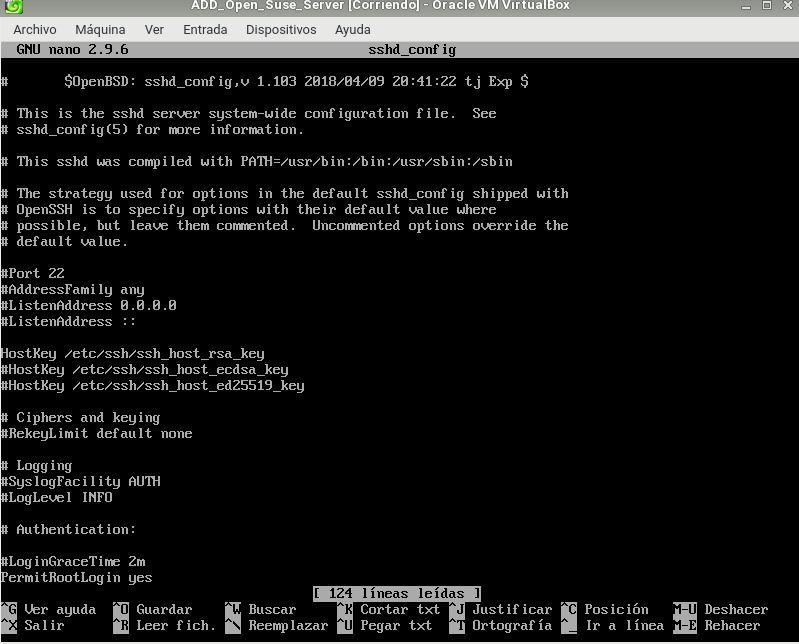 ADD_Open_Suse_Server [Corriendo] - Oracle VM VirtualBox
Archivo Máquina Ver Entrada Dispositivos Ayuda
GNU nano 2.9.6 sshd_config
# $OpenBSD: sshd_config,v 1.103 2018/04/09 20:41:22 tj Exp $
# This is the sshd server system-wide configuration file.  See
# sshd_config(5) for more information.
# This sshd was compiled with PATH=/usr/bin:/bin:/usr/sbin:/sbin
# The strategy used for options in the default sshd_config shipped with
# OpenSSH is to specify options with their default value where
# possible, but leave them commented.  Uncommented options override the
# default value.
#Port 22
#AddressFamily any
#ListenAddress 0.0.0.0
#ListenAddress ::
HostKey /etc/ssh/ssh_host_rsa_key
#HostKey /etc/ssh/ssh_host_ecdsa_key
#HostKey /etc/ssh/ssh_host_ed25519_key
# Ciphers and keying
#RekeyLimit default none
# Logging
#SyslogFacility AUTH
#LogLevel INFO
# Authentication:
#LoginGraceTime 2m
PermitRootLogin yes
[ 124 líneas leídas ]
^G Ver ayuda ^O Guardar ^W Buscar ^K Cortar txt ^J Justificar ^C Posición M-U Deshacer
^X Salir ^R Leer fich. ^\ Reemplazar ^U Pegar txt ^T Ortografía ^_ Ir a línea M-E Rehacer